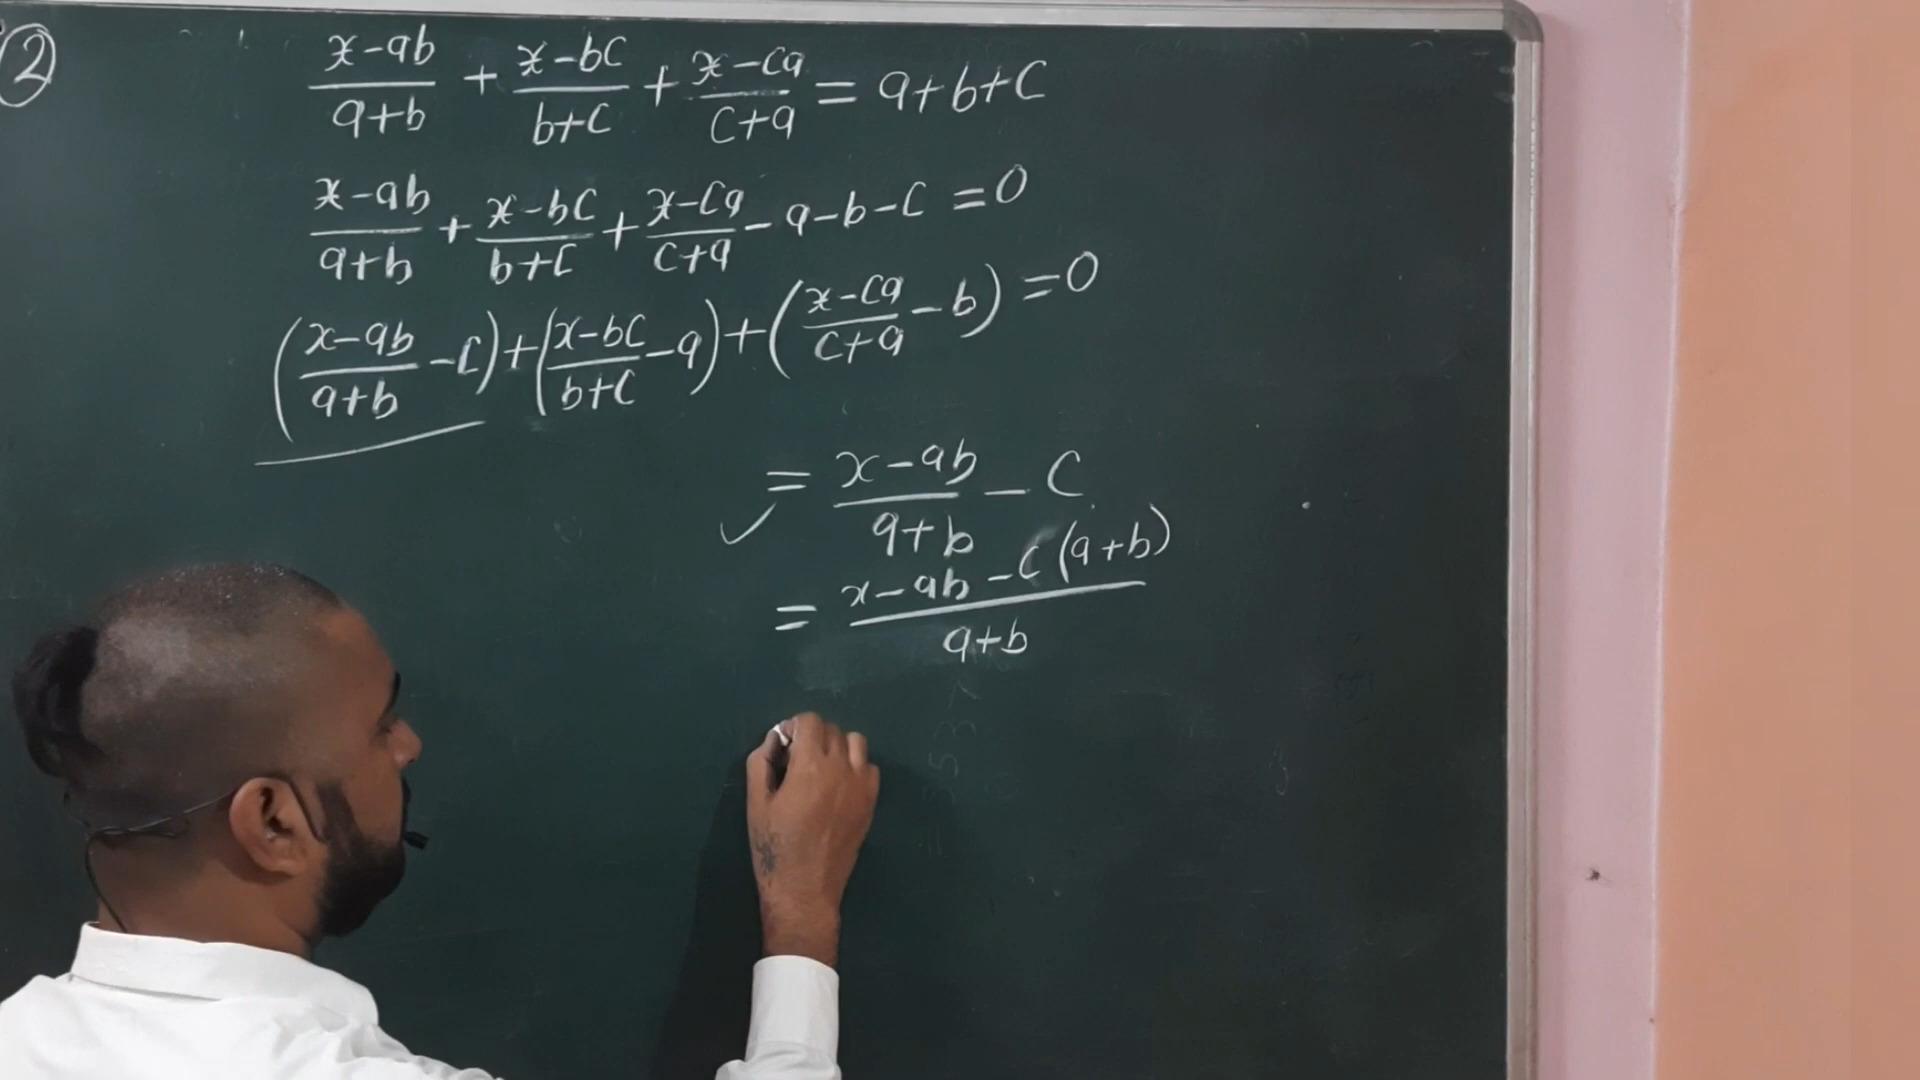 ②
(x-ab)/(a+b) + (x-bC)/(b+C) + (x-Ca)/(C+a) = a+b+C
(x-ab)/(a+b) + (x-bC)/(b+C) + (x-Ca)/(C+a) - a-b-C = 0
((x-ab)/(a+b) - C) + ((x-bC)/(b+C) - a) + ((x-Ca)/(C+a) - b) = 0
= (x-ab)/(a+b) - C
✓
= (x-ab-C(a+b))/(a+b)